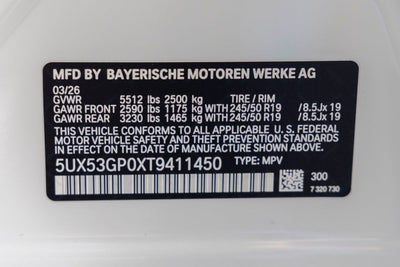 MFD BY BAYERISCHE MOTOREN WERKE AG
03/26
GVWR 5512 lbs 2500 kg TIRE / RIM
GAWR FRONT 2590 lbs 1175 kg WITH 245/50 R19 / 8.5Jx 19
GAWR REAR 3230 lbs 1465 kg WITH 245/50 R19 / 8.5Jx 19
THIS VEHICLE CONFORMS TO ALL APPLICABLE U.S.
FEDERAL MOTOR VEHICLE SAFETY STANDARDS IN EFFECT
ON THE DATE OF MANUFACTURE SHOWN ABOVE.
5UX53GP0XT9411450 TYPE: MPV
300
7 320 730